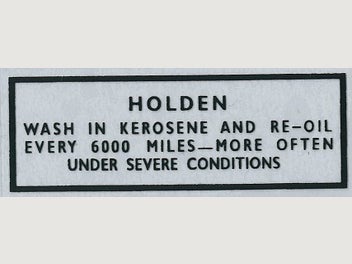 HOLDEN
WASH IN KEROSENE AND RE-OIL
EVERY 6000 MILES—MORE OFTEN
UNDER SEVERE CONDITIONS